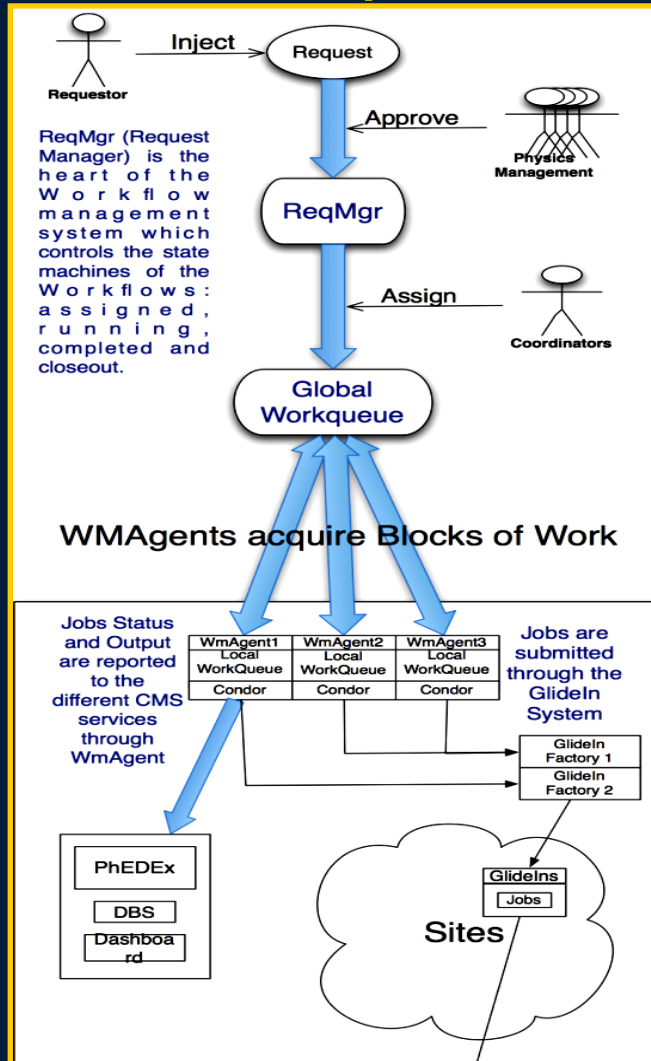 Inject
Request
Requestor
Approve
Physics
Management
ReqMgr (Request
Manager) is the
heart of the
Workflow
management
system which
controls the state
machines of the
Workflows:
assigned,
running,
completed and
closeout.
ReqMgr
Assign
Coordinators
Global
Workqueue
WMAgents acquire Blocks of Work
Jobs Status
and Output
are reported
to the
different CMS
services
through
WmAgent
WmAgent1
Local
WorkQueue
Condor
WmAgent2
Local
WorkQueue
Condor
WmAgent3
Local
WorkQueue
Condor
Jobs are
submitted
through the
GlideIn
System
GlideIn
Factory 1
GlideIn
Factory 2
PhEDEx
DBS
Dashboa
rd
GlideIns
Jobs
Sites